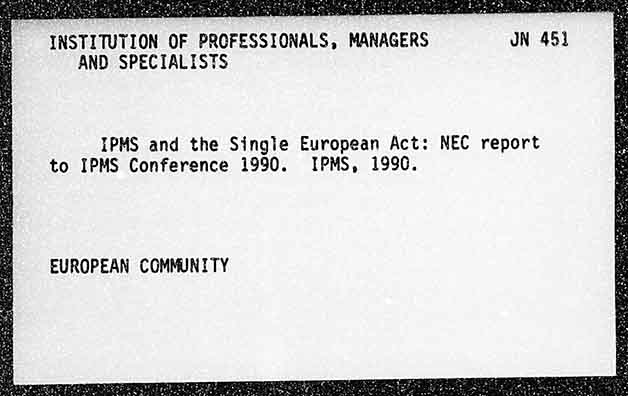 INSTITUTION OF PROFESSIONALS, MANAGERS JN 451
AND SPECIALISTS
IPMS and the Single European Act: NEC report
to IPMS Conference 1990. IPMS, 1990.
EUROPEAN COMMUNITY